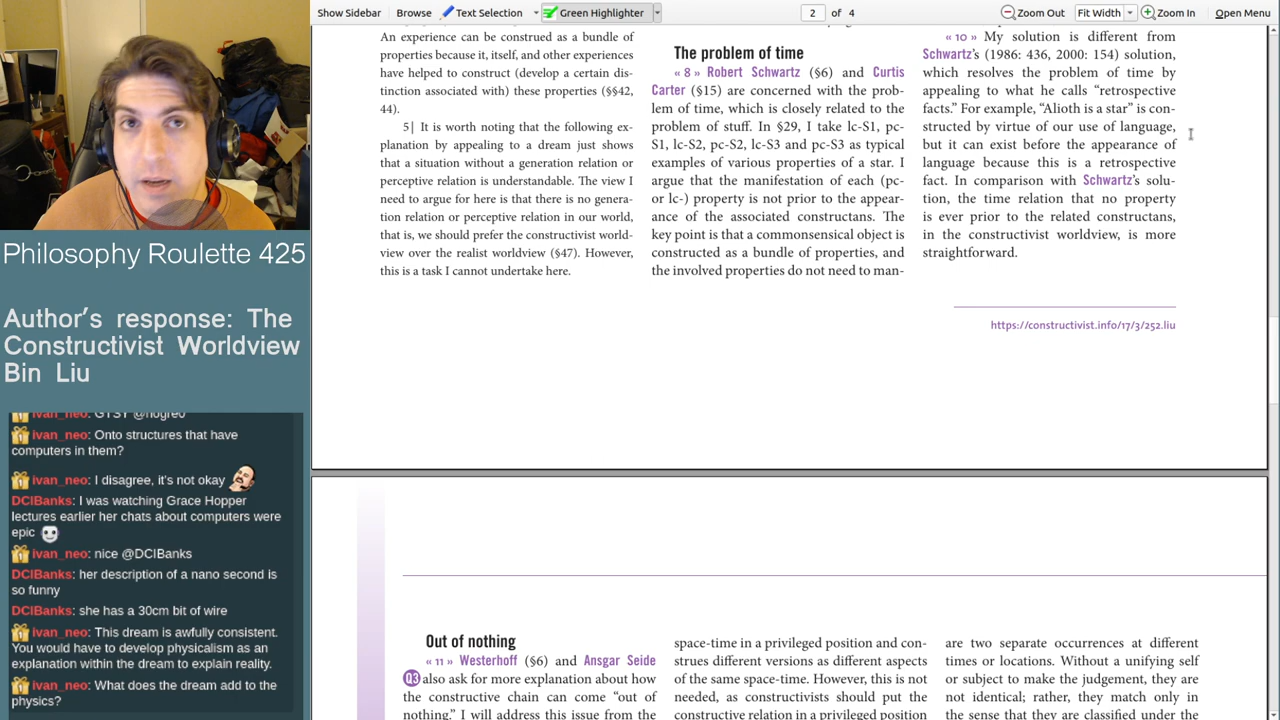 Show Sidebar
Browse
Text Selection
Green Highlighter
2 of 4
Zoom Out
Fit Width
Zoom In
Open Menu
Philosophy Roulette 425
Author's response: The
Constructivist Worldview
Bin Liu
ivan_neo: GTSY @nogreo
ivan_neo: Onto structures that have
computers in them?
ivan_neo: I disagree, it's not okay
DCIBanks: I was watching Grace Hopper
lectures earlier her chats about computers were
epic
ivan_neo: nice @DCIBanks
DCIBanks: her description of a nano second is
so funny
DCIBanks: she has a 30cm bit of wire
ivan_neo: This dream is awfully consistent.
You would have to develop physicalism as an
explanation within the dream to explain reality.
ivan_neo: What does the dream add to the
physics?
An experience can be construed as a bundle of
properties because it, itself, and other experiences
have helped to construct (develop a certain dis-
tinction associated with) these properties (§§42,
44).
5| It is worth noting that the following ex-
planation by appealing to a dream just shows
that a situation without a generation relation or
perceptive relation is understandable. The view I
need to argue for here is that there is no genera-
tion relation or perceptive relation in our world,
that is, we should prefer the constructivist world-
view over the realist worldview (§47). However,
this is a task I cannot undertake here.
The problem of time
« 8 » Robert Schwartz (§6) and Curtis
Carter (§15) are concerned with the prob-
lem of time, which is closely related to the
problem of stuff. In §29, I take lc-S1, pc-
S1, lc-S2, pc-S2, lc-S3 and pc-S3 as typical
examples of various properties of a star. I
argue that the manifestation of each (pc-
or lc-) property is not prior to the appear-
ance of the associated constructans. The
key point is that a commonsensical object is
constructed as a bundle of properties, and
the involved properties do not need to man-
« 10 » My solution is different from
Schwartz's (1986: 436, 2000: 154) solution,
which resolves the problem of time by
appealing to what he calls "retrospective
facts." For example, "Alioth is a star" is con-
structed by virtue of our use of language,
but it can exist before the appearance of
language because this is a retrospective
fact. In comparison with Schwartz's solu-
tion, the time relation that no property
is ever prior to the related constructans,
in the constructivist worldview, is more
straightforward.
https://constructivist.info/17/3/252.liu
Out of nothing
« 11 » Westerhoff (§6) and Ansgar Seide
Q3 also ask for more explanation about how
the constructive chain can come "out of
nothing." I will address this issue from the
space-time in a privileged position and con-
strues different versions as different aspects
of the same space-time. However, this is not
needed, as constructivists should put the
constructive relation in a privileged position
are two separate occurrences at different
times or locations. Without a unifying self
or subject to make the judgement, they are
not identical; rather, they match only in
the sense that they are classified under the